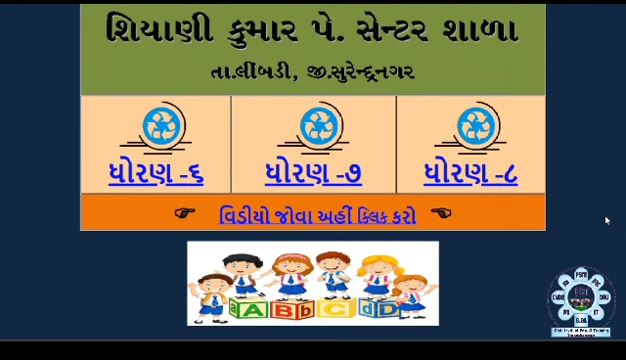 શિયાણી કુમાર પે. સેન્ટર શાળા
તા.લીંબડી, જી.સુરેન્દ્રનગર
ધોરણ -૬ ધોરણ -૭ ધોરણ -૮
વિડીયો જોવા અહીં ક્લિક કરો
A B b C d D